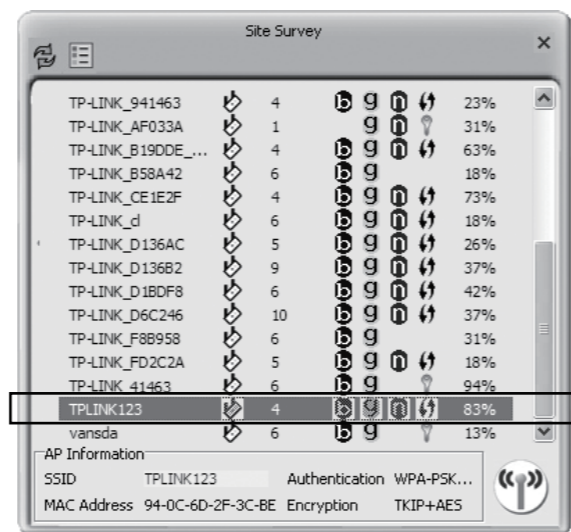 Site Survey
TP-LINK_941463 4 b g n 23%
TP-LINK_AF033A 1 g n 31%
TP-LINK_B19DDE_... 4 b g n 63%
TP-LINK_B58A42 6 b g 18%
TP-LINK_CE1E2F 4 b g n 73%
TP-LINK_d 6 b g n 18%
TP-LINK_D136AC 5 b g n 26%
TP-LINK_D136B2 9 b g n 37%
TP-LINK_D1BDF8 6 b g n 42%
TP-LINK_D6C246 10 b g n 37%
TP-LINK_F8B958 6 b g 31%
TP-LINK_FD2C2A 5 b g n 18%
TP-LINK_41463 6 b g 94%
TPLINK123 4 b g n 83%
vansda 6 b g 13%
AP Information
SSID TPLINK123 Authentication WPA-PSK...
MAC Address 94-0C-6D-2F-3C-BE Encryption TKIP+AES